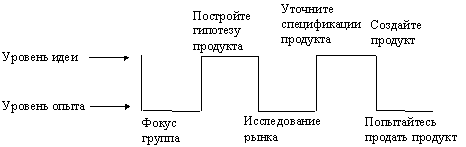 Постройте
гипотезу
продукта
Уточните
спецификации
продукта
Создайте
продукт
Уровень идеи
Уровень опыта
Фокус
группа
Исследование
рынка
Попытайтесь
продать продукт